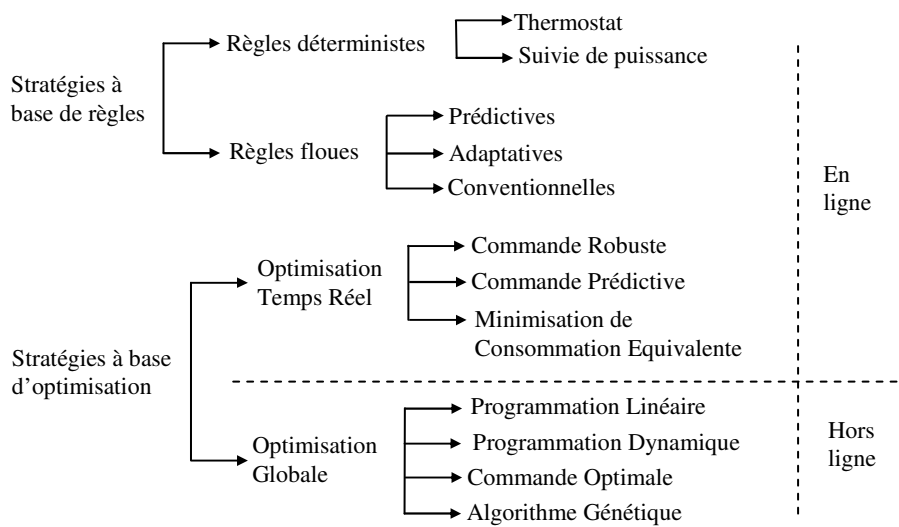 Stratégies à
base de règles
Règles déterministes
Thermostat
Suivie de puissance
Règles floues
Prédictives
Adaptatives
Conventionnelles
En
ligne
Stratégies à base
d'optimisation
Optimisation
Temps Réel
Commande Robuste
Commande Prédictive
Minimisation de
Consommation Equivalente
Optimisation
Globale
Programmation Linéaire
Programmation Dynamique
Commande Optimale
Algorithme Génétique
Hors
ligne